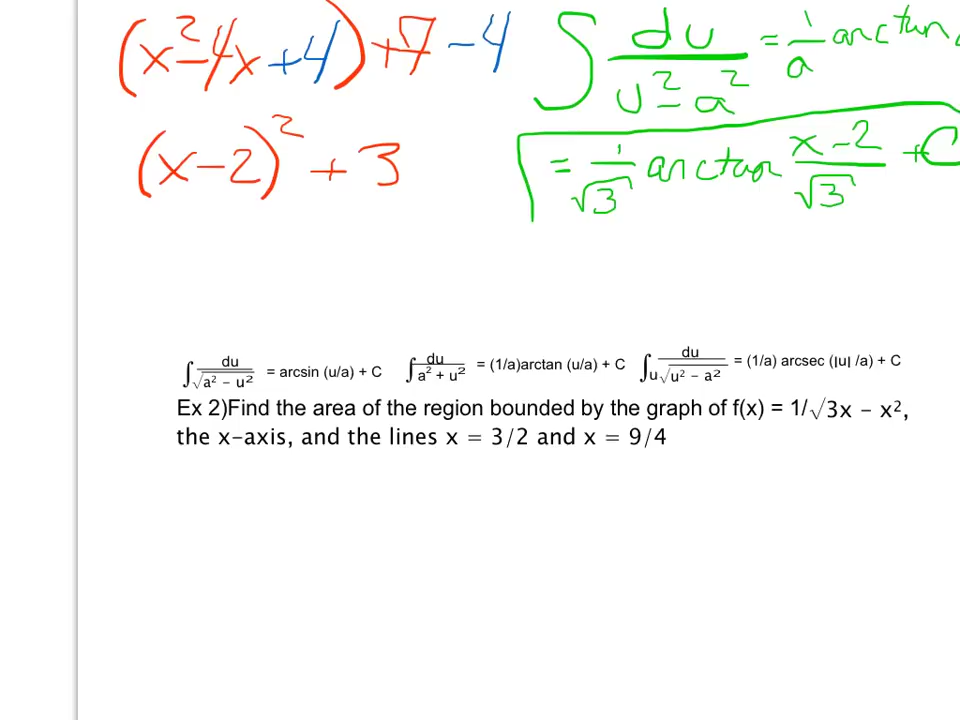 (x²-4x+4)+7-4
(x-2)²+3
∫ du/(u²-a²) = 1/a arctan
= 1/√3 arctan (x-2)/√3 + C
∫ du/√a² - u² = arcsin (u/a) + C ∫ du/(a² + u²) = (1/a)arctan (u/a) + C ∫ du/(u√u² - a²) = (1/a) arcsec (|u| /a) + C
Ex 2)Find the area of the region bounded by the graph of f(x) = 1/√3x - x²,
the x-axis, and the lines x = 3/2 and x = 9/4